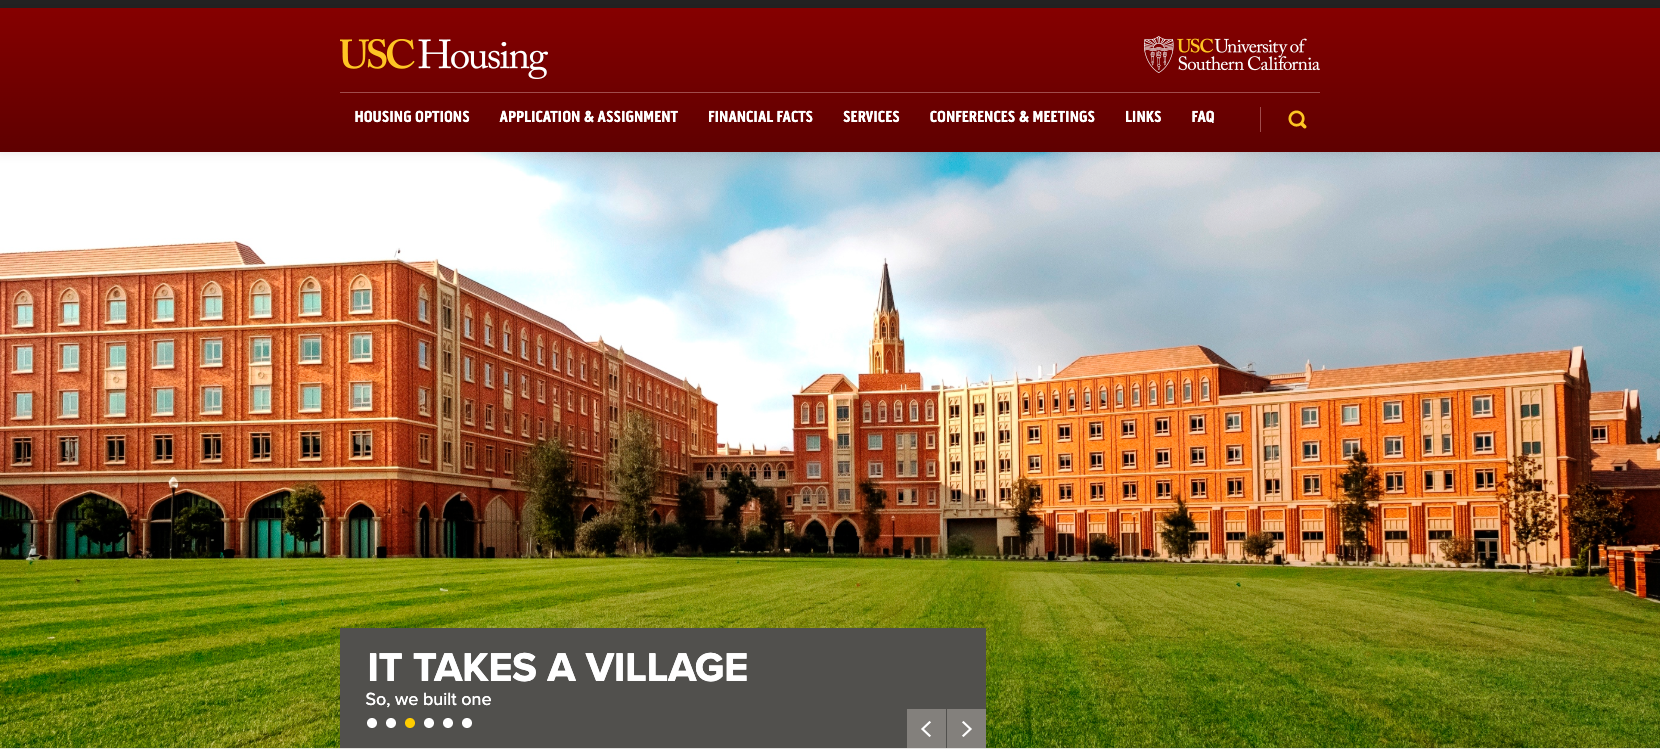 USC Housing
USC University of
Southern California
HOUSING OPTIONS APPLICATION & ASSIGNMENT FINANCIAL FACTS SERVICES CONFERENCES & MEETINGS LINKS FAQ
IT TAKES A VILLAGE
So, we built one